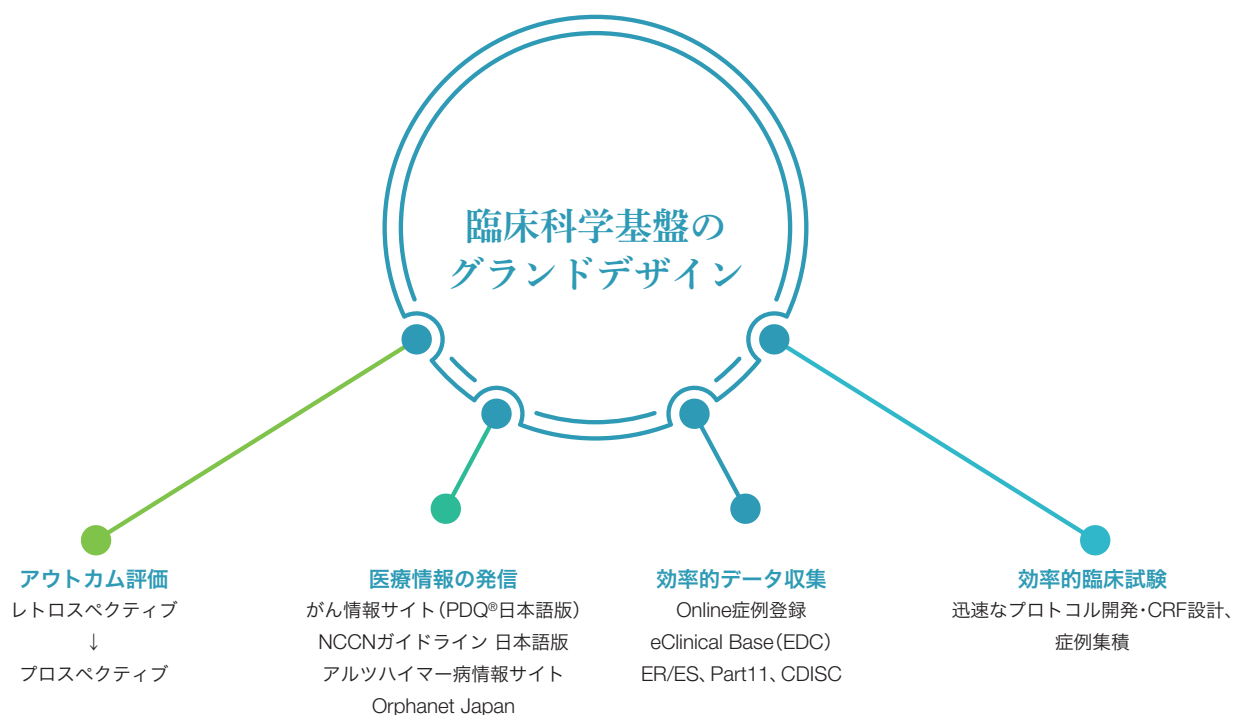 臨床科学基盤の
グランドデザイン
アウトカム評価
レトロスペクティブ
↓
プロスペクティブ
医療情報の発信
がん情報サイト(PDQ®日本語版)
NCCNガイドライン 日本語版
アルツハイマー病情報サイト
Orphanet Japan
効率的データ収集
Online症例登録
eClinical Base(EDC)
ER/ES、Part11、CDISC
効率的臨床試験
迅速なプロトコル開発・CRF設計、
症例集積